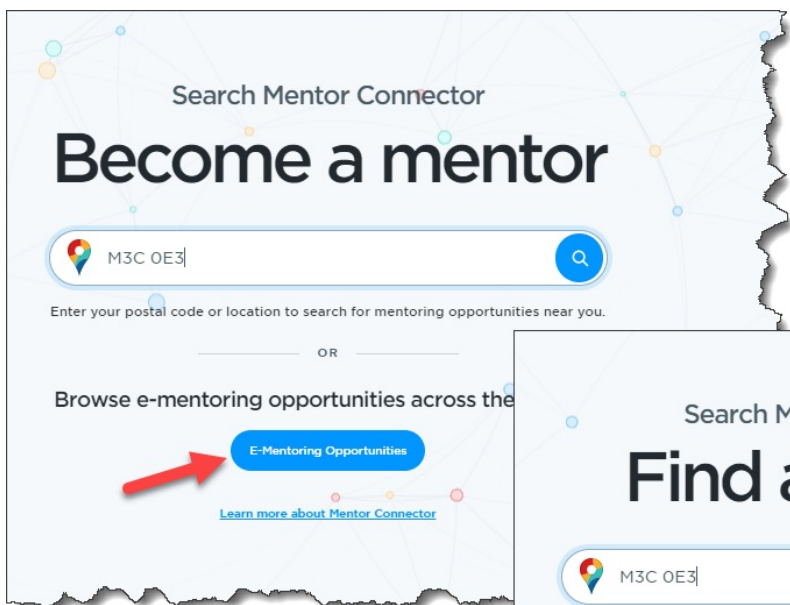 Search Mentor Connector
Become a mentor
M3C 0E3
Enter your postal code or location to search for mentoring opportunities near you.
OR
Browse e-mentoring opportunities across the
E-Mentoring Opportunities
Learn more about Mentor Connector
Search M
Find a
M3C 0E3